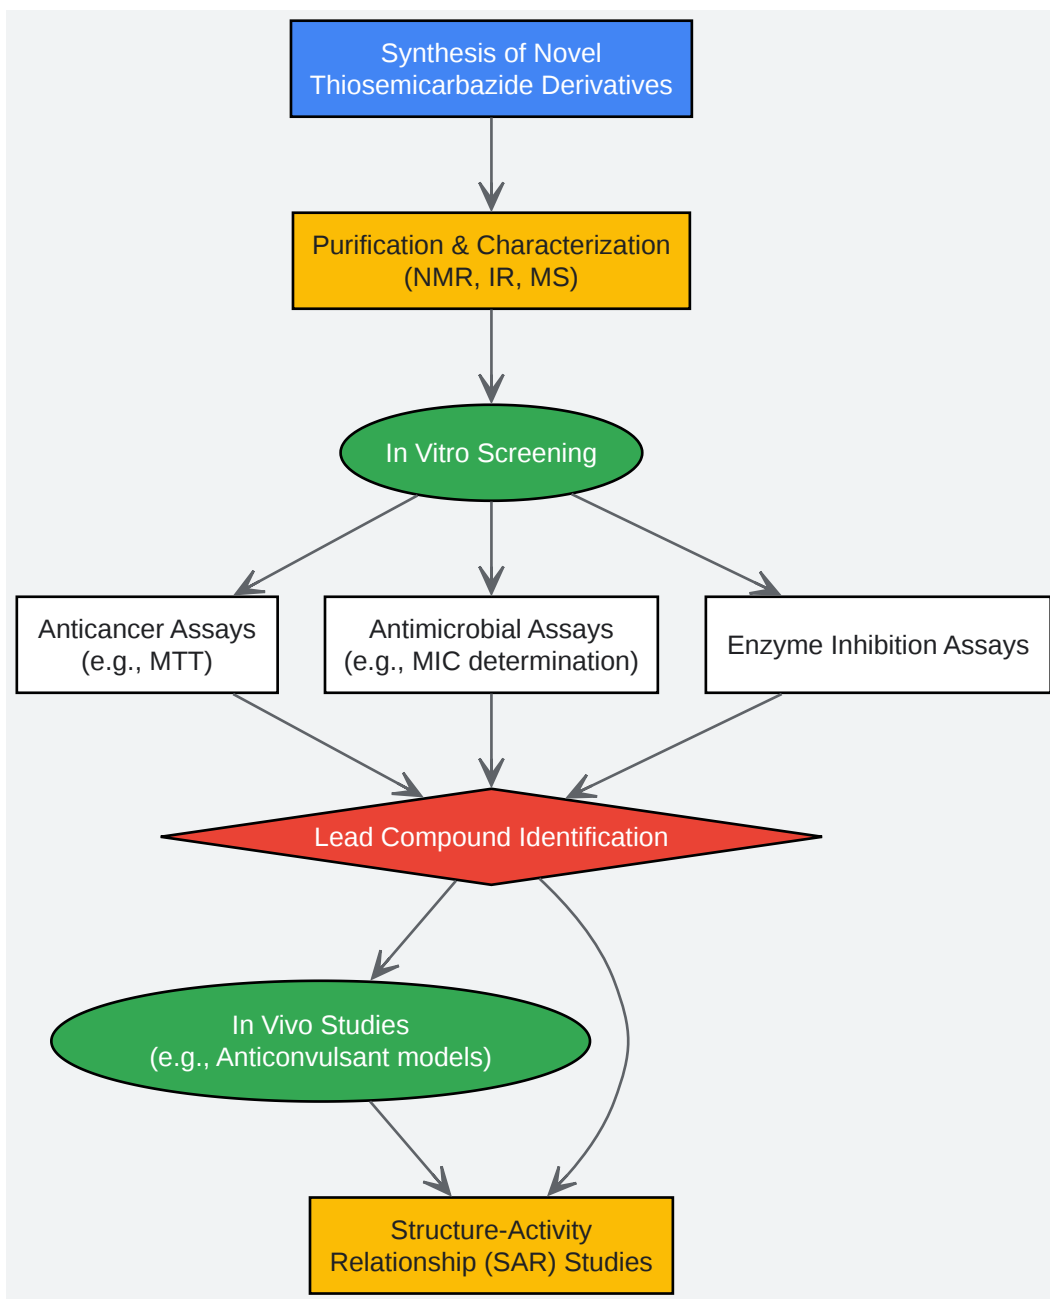 Synthesis of Novel
Thiosemicarbazide Derivatives
Purification & Characterization
(NMR, IR, MS)
In Vitro Screening
Anticancer Assays
(e.g., MTT)
Antimicrobial Assays
(e.g., MIC determination)
Enzyme Inhibition Assays
Lead Compound Identification
In Vivo Studies
(e.g., Anticonvulsant models)
Structure-Activity
Relationship (SAR) Studies